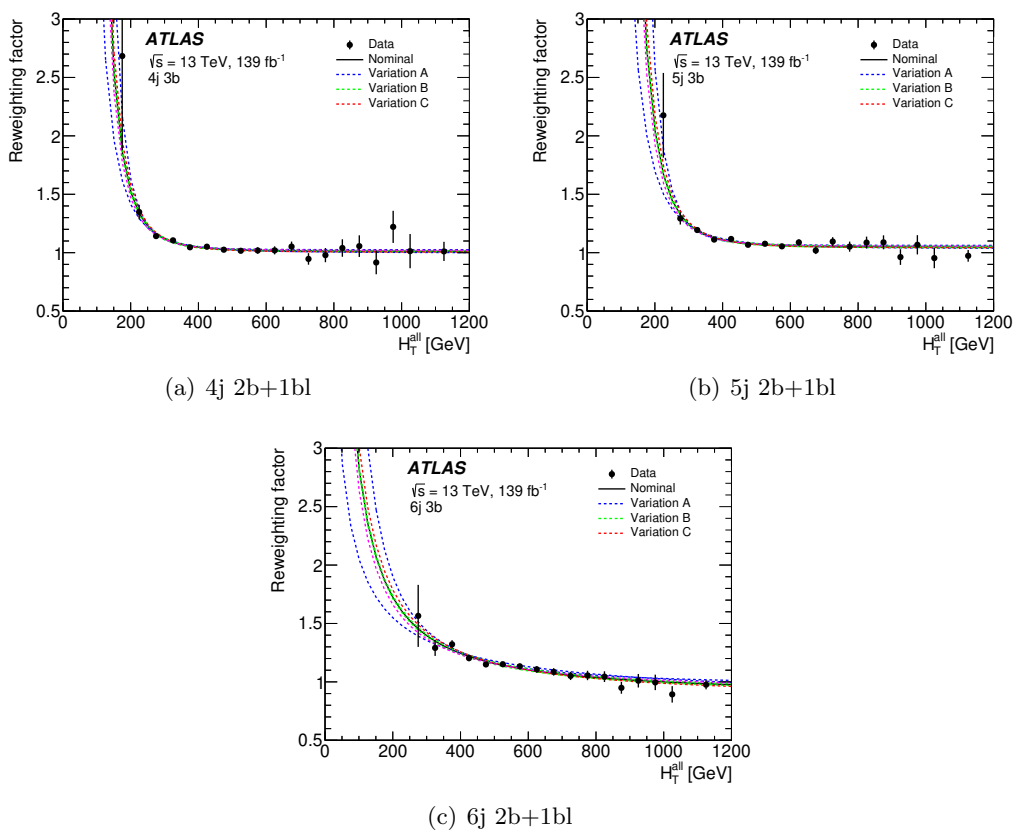 Reweighting factor
3
2.5
2
1.5
1
0.5
ATLAS
√s = 13 TeV, 139 fb⁻¹
4j 3b
Data
Nominal
Variation A
Variation B
Variation C
0 200 400 600 800 1000 1200
H_T^all [GeV]
(a) 4j 2b+1bl
Reweighting factor
3
2.5
2
1.5
1
0.5
ATLAS
√s = 13 TeV, 139 fb⁻¹
5j 3b
Data
Nominal
Variation A
Variation B
Variation C
0 200 400 600 800 1000 1200
H_T^all [GeV]
(b) 5j 2b+1bl
Reweighting factor
3
2.5
2
1.5
1
0.5
ATLAS
√s = 13 TeV, 139 fb⁻¹
6j 3b
Data
Nominal
Variation A
Variation B
Variation C
0 200 400 600 800 1000 1200
H_T^all [GeV]
(c) 6j 2b+1bl